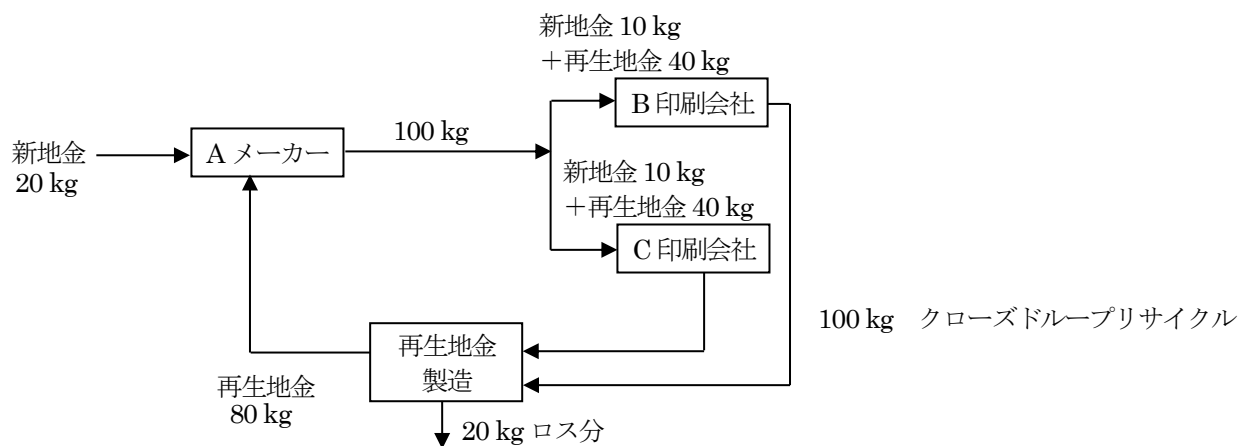 新地金 10 kg
＋再生地金 40 kg
B 印刷会社
100 kg
新地金
20 kg
A メーカー
新地金 10 kg
＋再生地金 40 kg
C 印刷会社
100 kg　クローズドループリサイクル
再生地金
製造
再生地金
80 kg
20 kg ロス分